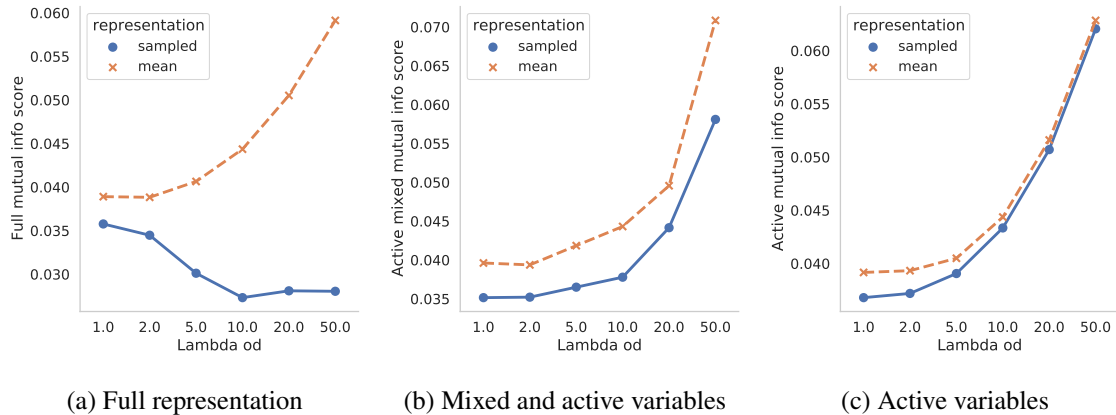 Full mutual info score
0.060
0.055
0.050
0.045
0.040
0.035
0.030
representation
sampled
mean
1.0 2.0 5.0 10.0 20.0 50.0
Lambda od
(a) Full representation
Active mixed mutual info score
0.070
0.065
0.060
0.055
0.050
0.045
0.040
0.035
representation
sampled
mean
1.0 2.0 5.0 10.0 20.0 50.0
Lambda od
(b) Mixed and active variables
Active mutual info score
0.060
0.055
0.050
0.045
0.040
representation
sampled
mean
1.0 2.0 5.0 10.0 20.0 50.0
Lambda od
(c) Active variables